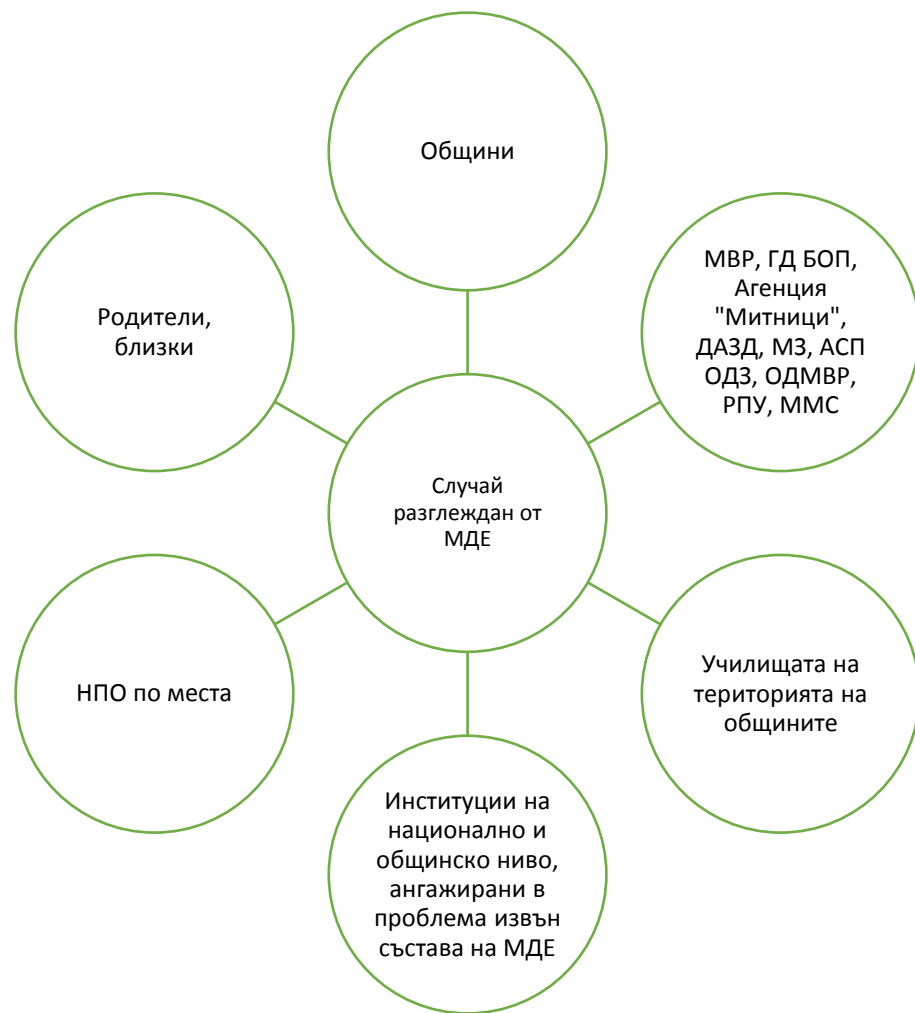 Общини
Родители,
близки
МВР, ГД БОП,
Агенция
"Митници",
ДАЗД, МЗ, АСП
ОДЗ, ОДМВР,
РПУ, ММС
Случай
разглеждан от
МДЕ
НПО по места
Училищата на
територията на
общините
Институции на
национално и
общинско ниво,
ангажирани в
проблема извън
състава на МДЕ